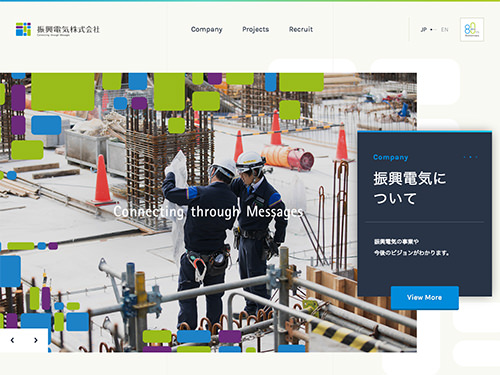 振興電気株式会社
Connecting through Messages.
Company
Projects
Recruit
JP
EN
80
Connecting through Messages
Company
振興電気に
ついて
振興電気の事業や
今後のビジョンがわかります。
View More